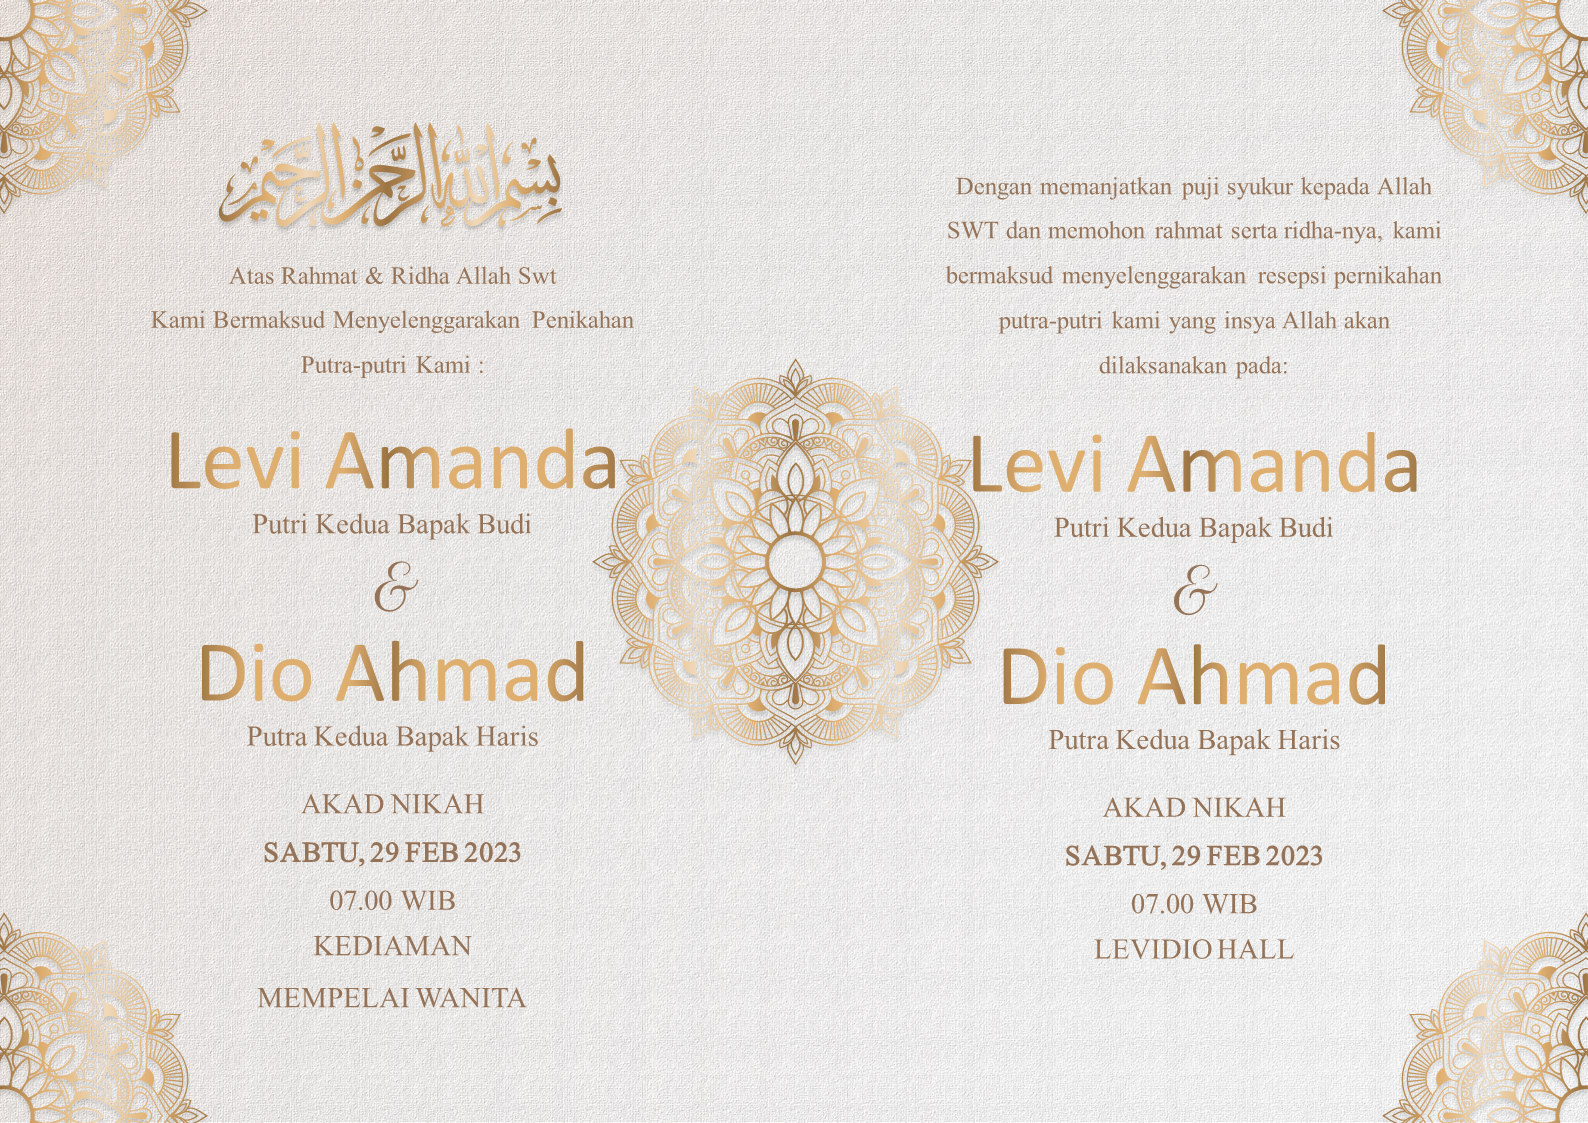 بسم الله الرحمن الرحيم
Atas Rahmat & Ridha Allah Swt
Kami Bermaksud Menyelenggarakan Penikahan
Putra-putri Kami :
Levi Amanda
Putri Kedua Bapak Budi
&
Dio Ahmad
Putra Kedua Bapak Haris
AKAD NIKAH
SABTU, 29 FEB 2023
07.00 WIB
KEDIAMAN
MEMPELAI WANITA
Dengan memanjatkan puji syukur kepada Allah
SWT dan memohon rahmat serta ridha-nya, kami
bermaksud menyelenggarakan resepsi pernikahan
putra-putri kami yang insya Allah akan
dilaksanakan pada:
Levi Amanda
Putri Kedua Bapak Budi
&
Dio Ahmad
Putra Kedua Bapak Haris
AKAD NIKAH
SABTU, 29 FEB 2023
07.00 WIB
LEVIDIO HALL